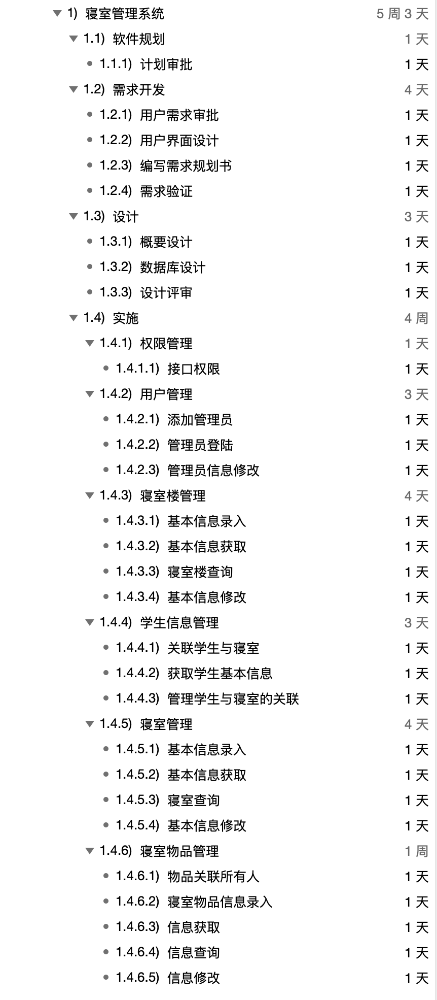 1) 寝室管理系统 5 周 3 天
1.1) 软件规划 1 天
1.1.1) 计划审批 1 天
1.2) 需求开发 4 天
1.2.1) 用户需求审批 1 天
1.2.2) 用户界面设计 1 天
1.2.3) 编写需求规划书 1 天
1.2.4) 需求验证 1 天
1.3) 设计 3 天
1.3.1) 概要设计 1 天
1.3.2) 数据库设计 1 天
1.3.3) 设计评审 1 天
1.4) 实施 4 周
1.4.1) 权限管理 1 天
1.4.1.1) 接口权限 1 天
1.4.2) 用户管理 3 天
1.4.2.1) 添加管理员 1 天
1.4.2.2) 管理员登陆 1 天
1.4.2.3) 管理员信息修改 1 天
1.4.3) 寝室楼管理 4 天
1.4.3.1) 基本信息录入 1 天
1.4.3.2) 基本信息获取 1 天
1.4.3.3) 寝室楼查询 1 天
1.4.3.4) 基本信息修改 1 天
1.4.4) 学生信息管理 3 天
1.4.4.1) 关联学生与寝室 1 天
1.4.4.2) 获取学生基本信息 1 天
1.4.4.3) 管理学生与寝室的关联 1 天
1.4.5) 寝室管理 4 天
1.4.5.1) 基本信息录入 1 天
1.4.5.2) 基本信息获取 1 天
1.4.5.3) 寝室查询 1 天
1.4.5.4) 基本信息修改 1 天
1.4.6) 寝室物品管理 1 周
1.4.6.1) 物品关联所有人 1 天
1.4.6.2) 寝室物品信息录入 1 天
1.4.6.3) 信息获取 1 天
1.4.6.4) 信息查询 1 天
1.4.6.5) 信息修改 1 天